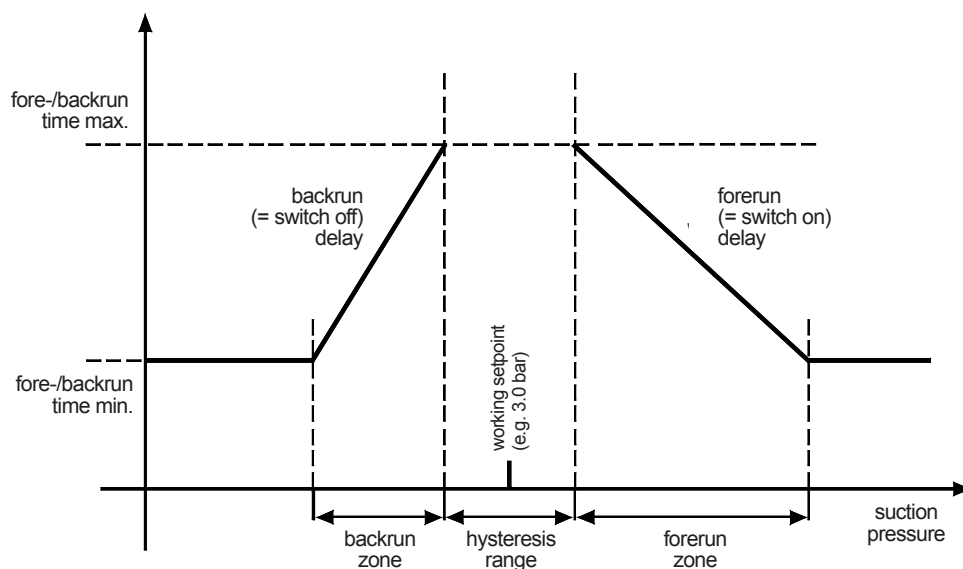 fore-/backrun
time max.
backrun
(= switch off)
delay
forerun
(= switch on)
delay
fore-/backrun
time min.
working setpoint
(e.g. 3.0 bar)
suction
pressure
backrun
zone
hysteresis
range
forerun
zone